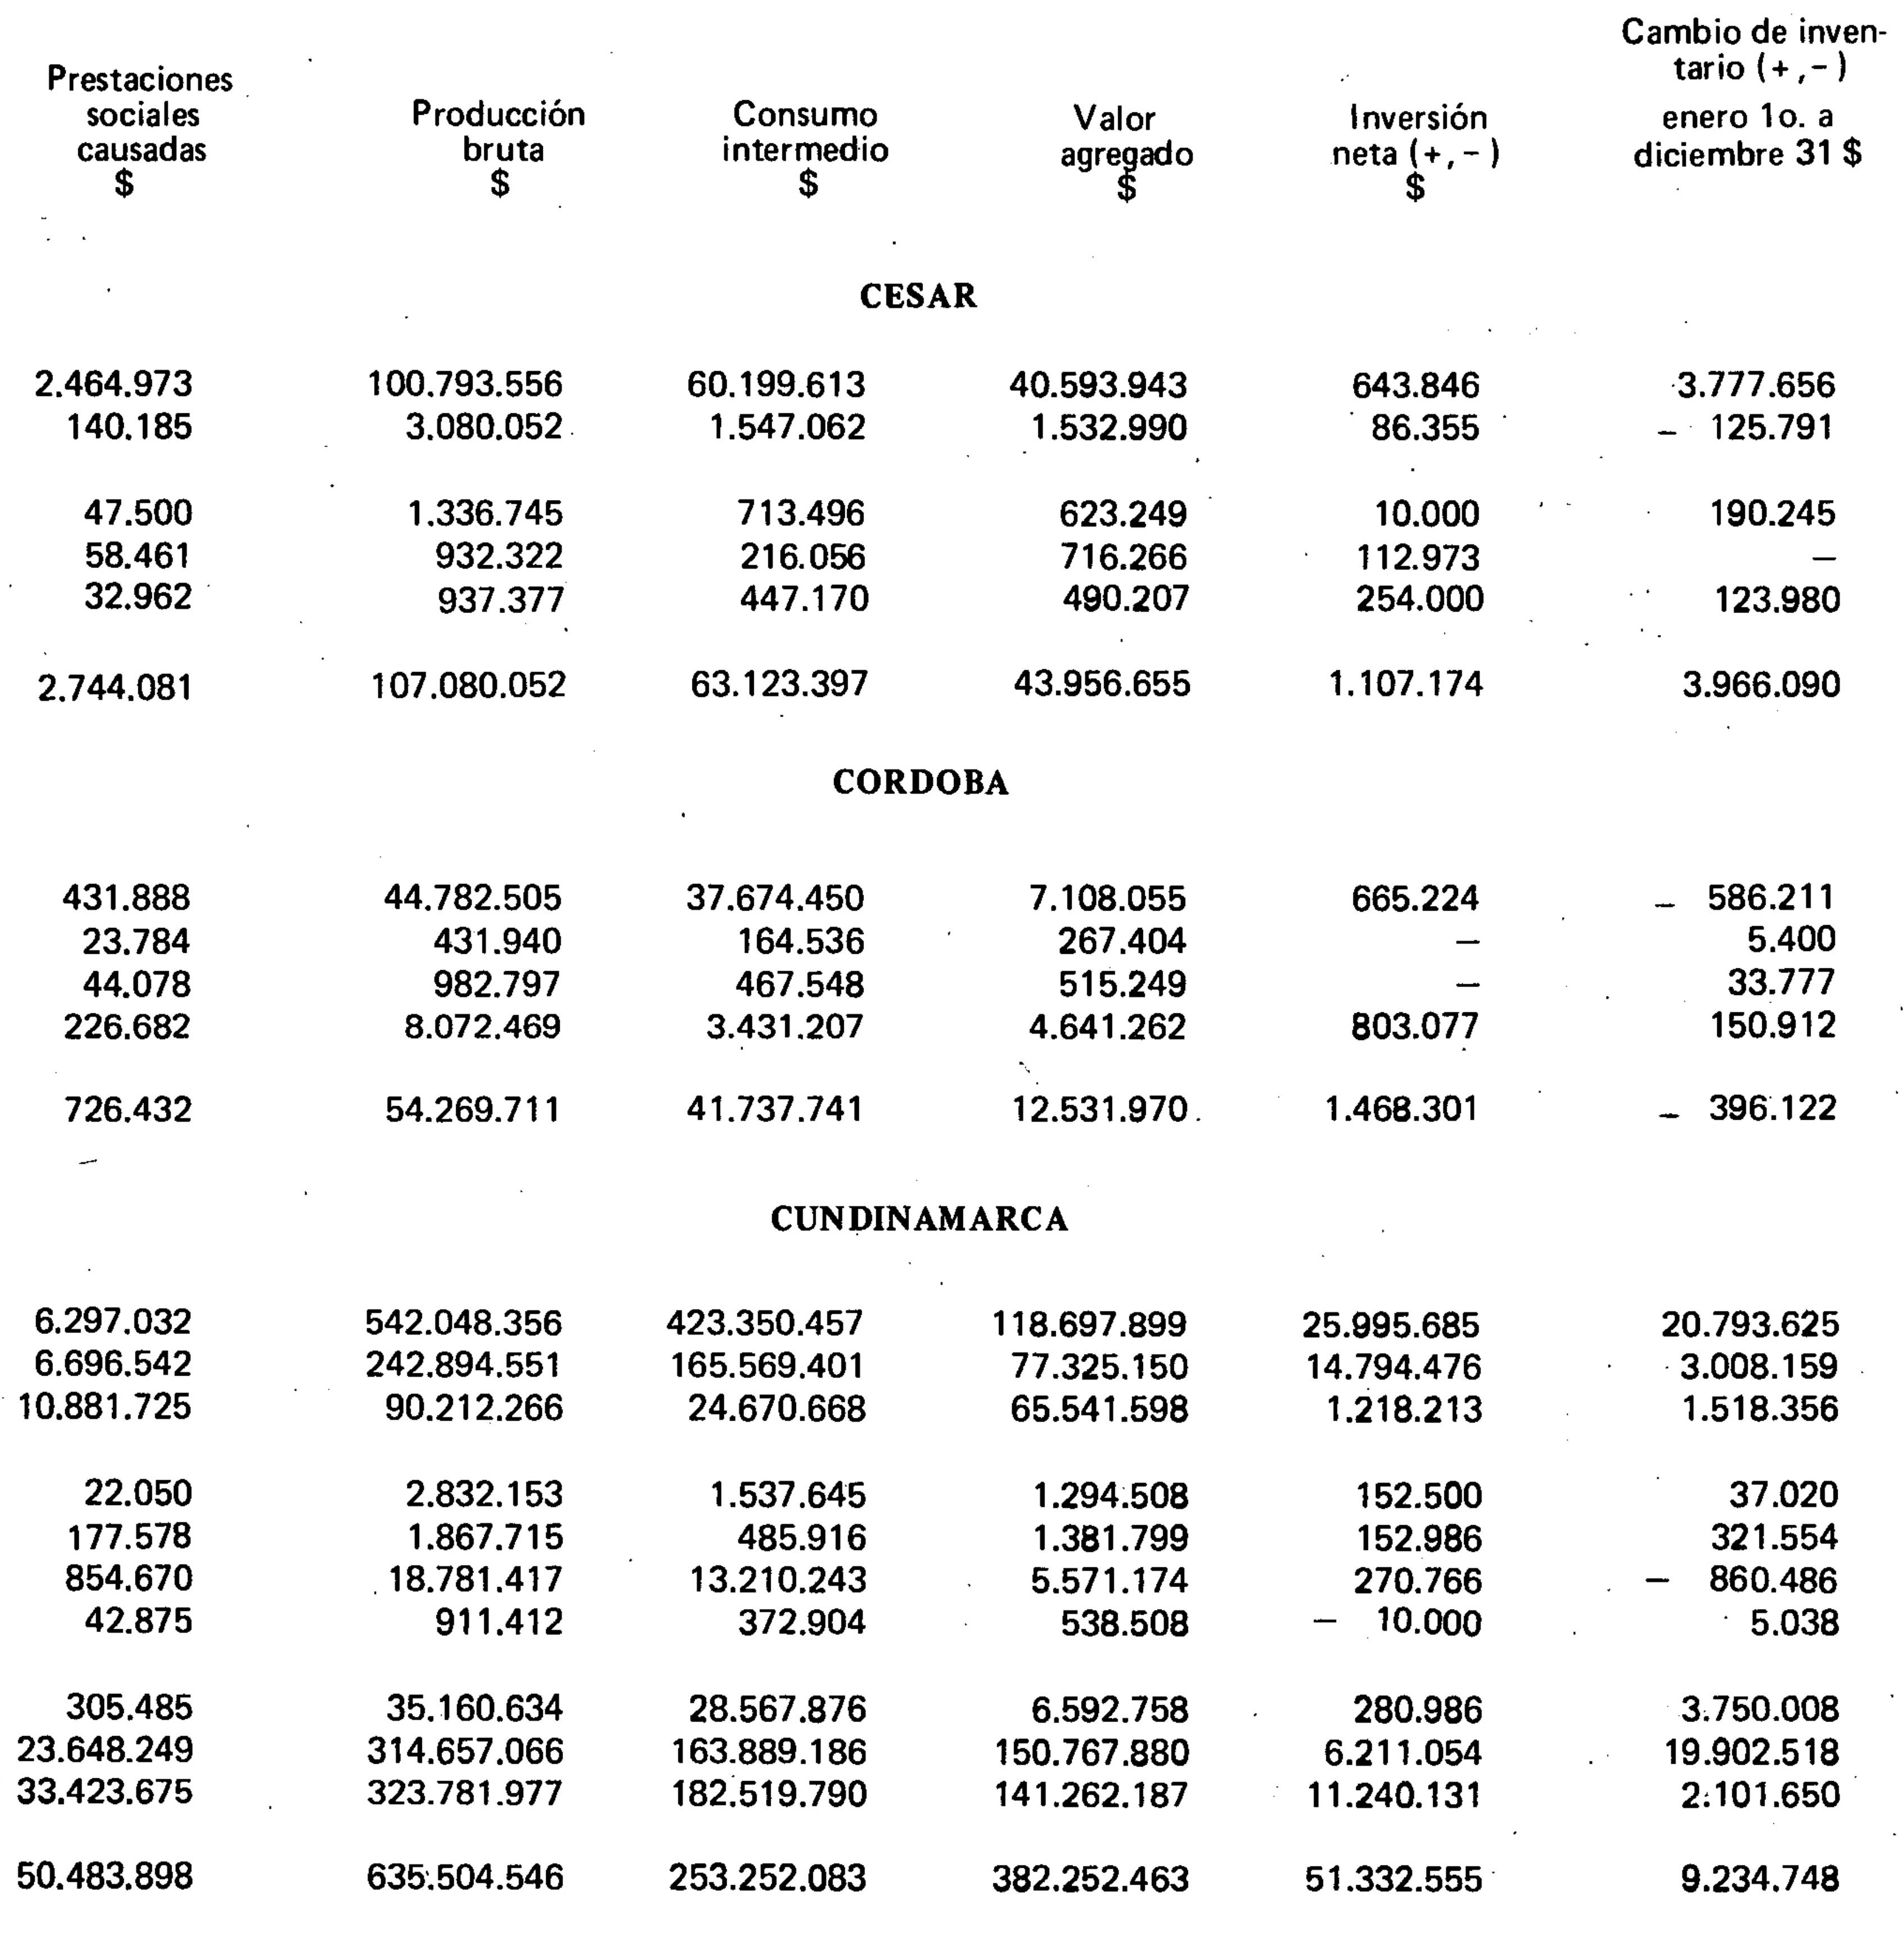 Cambio de inven-
tario (+ ,- )
Prestaciones
sociales Producción Consumo Valor Inversión enero 1o. a
causadas bruta intermedio agregado neta (+, - ) diciembre 31 $
$ $ $ $ $
CESAR
2.464.973 100.793.556 60.199.613 40.593.943 643.846 3.777.656
140.185 3.080.052 1.547.062 1.532.990 86.355 – 125.791
47.500 1.336.745 713.496 623.249 10.000 190.245
58.461 932.322 216.056 716.266 112.973 –
32.962 937.377 447.170 490.207 254.000 123.980
2.744.081 107.080.052 63.123.397 43.956.655 1.107.174 3.966.090
CORDOBA
431.888 44.782.505 37.674.450 7.108.055 665.224 – 586.211
23.784 431.940 164.536 267.404 – 5.400
44.078 982.797 467.548 515.249 – 33.777
226.682 8.072.469 3.431.207 4.641.262 803.077 150.912
726.432 54.269.711 41.737.741 12.531.970 1.468.301 – 396.122
CUNDINAMARCA
6.297.032 542.048.356 423.350.457 118.697.899 25.995.685 20.793.625
6.696.542 242.894.551 165.569.401 77.325.150 14.794.476 3.008.159
10.881.725 90.212.266 24.670.668 65.541.598 1.218.213 1.518.356
22.050 2.832.153 1.537.645 1.294.508 152.500 37.020
177.578 1.867.715 485.916 1.381.799 152.986 321.554
854.670 18.781.417 13.210.243 5.571.174 270.766 – 860.486
42.875 911.412 372.904 538.508 – 10.000 5.038
305.485 35.160.634 28.567.876 6.592.758 280.986 3.750.008
23.648.249 314.657.066 163.889.186 150.767.880 6.211.054 19.902.518
33.423.675 323.781.977 182.519.790 141.262.187 11.240.131 2.101.650
50.483.898 635.504.546 253.252.083 382.252.463 51.332.555 9.234.748